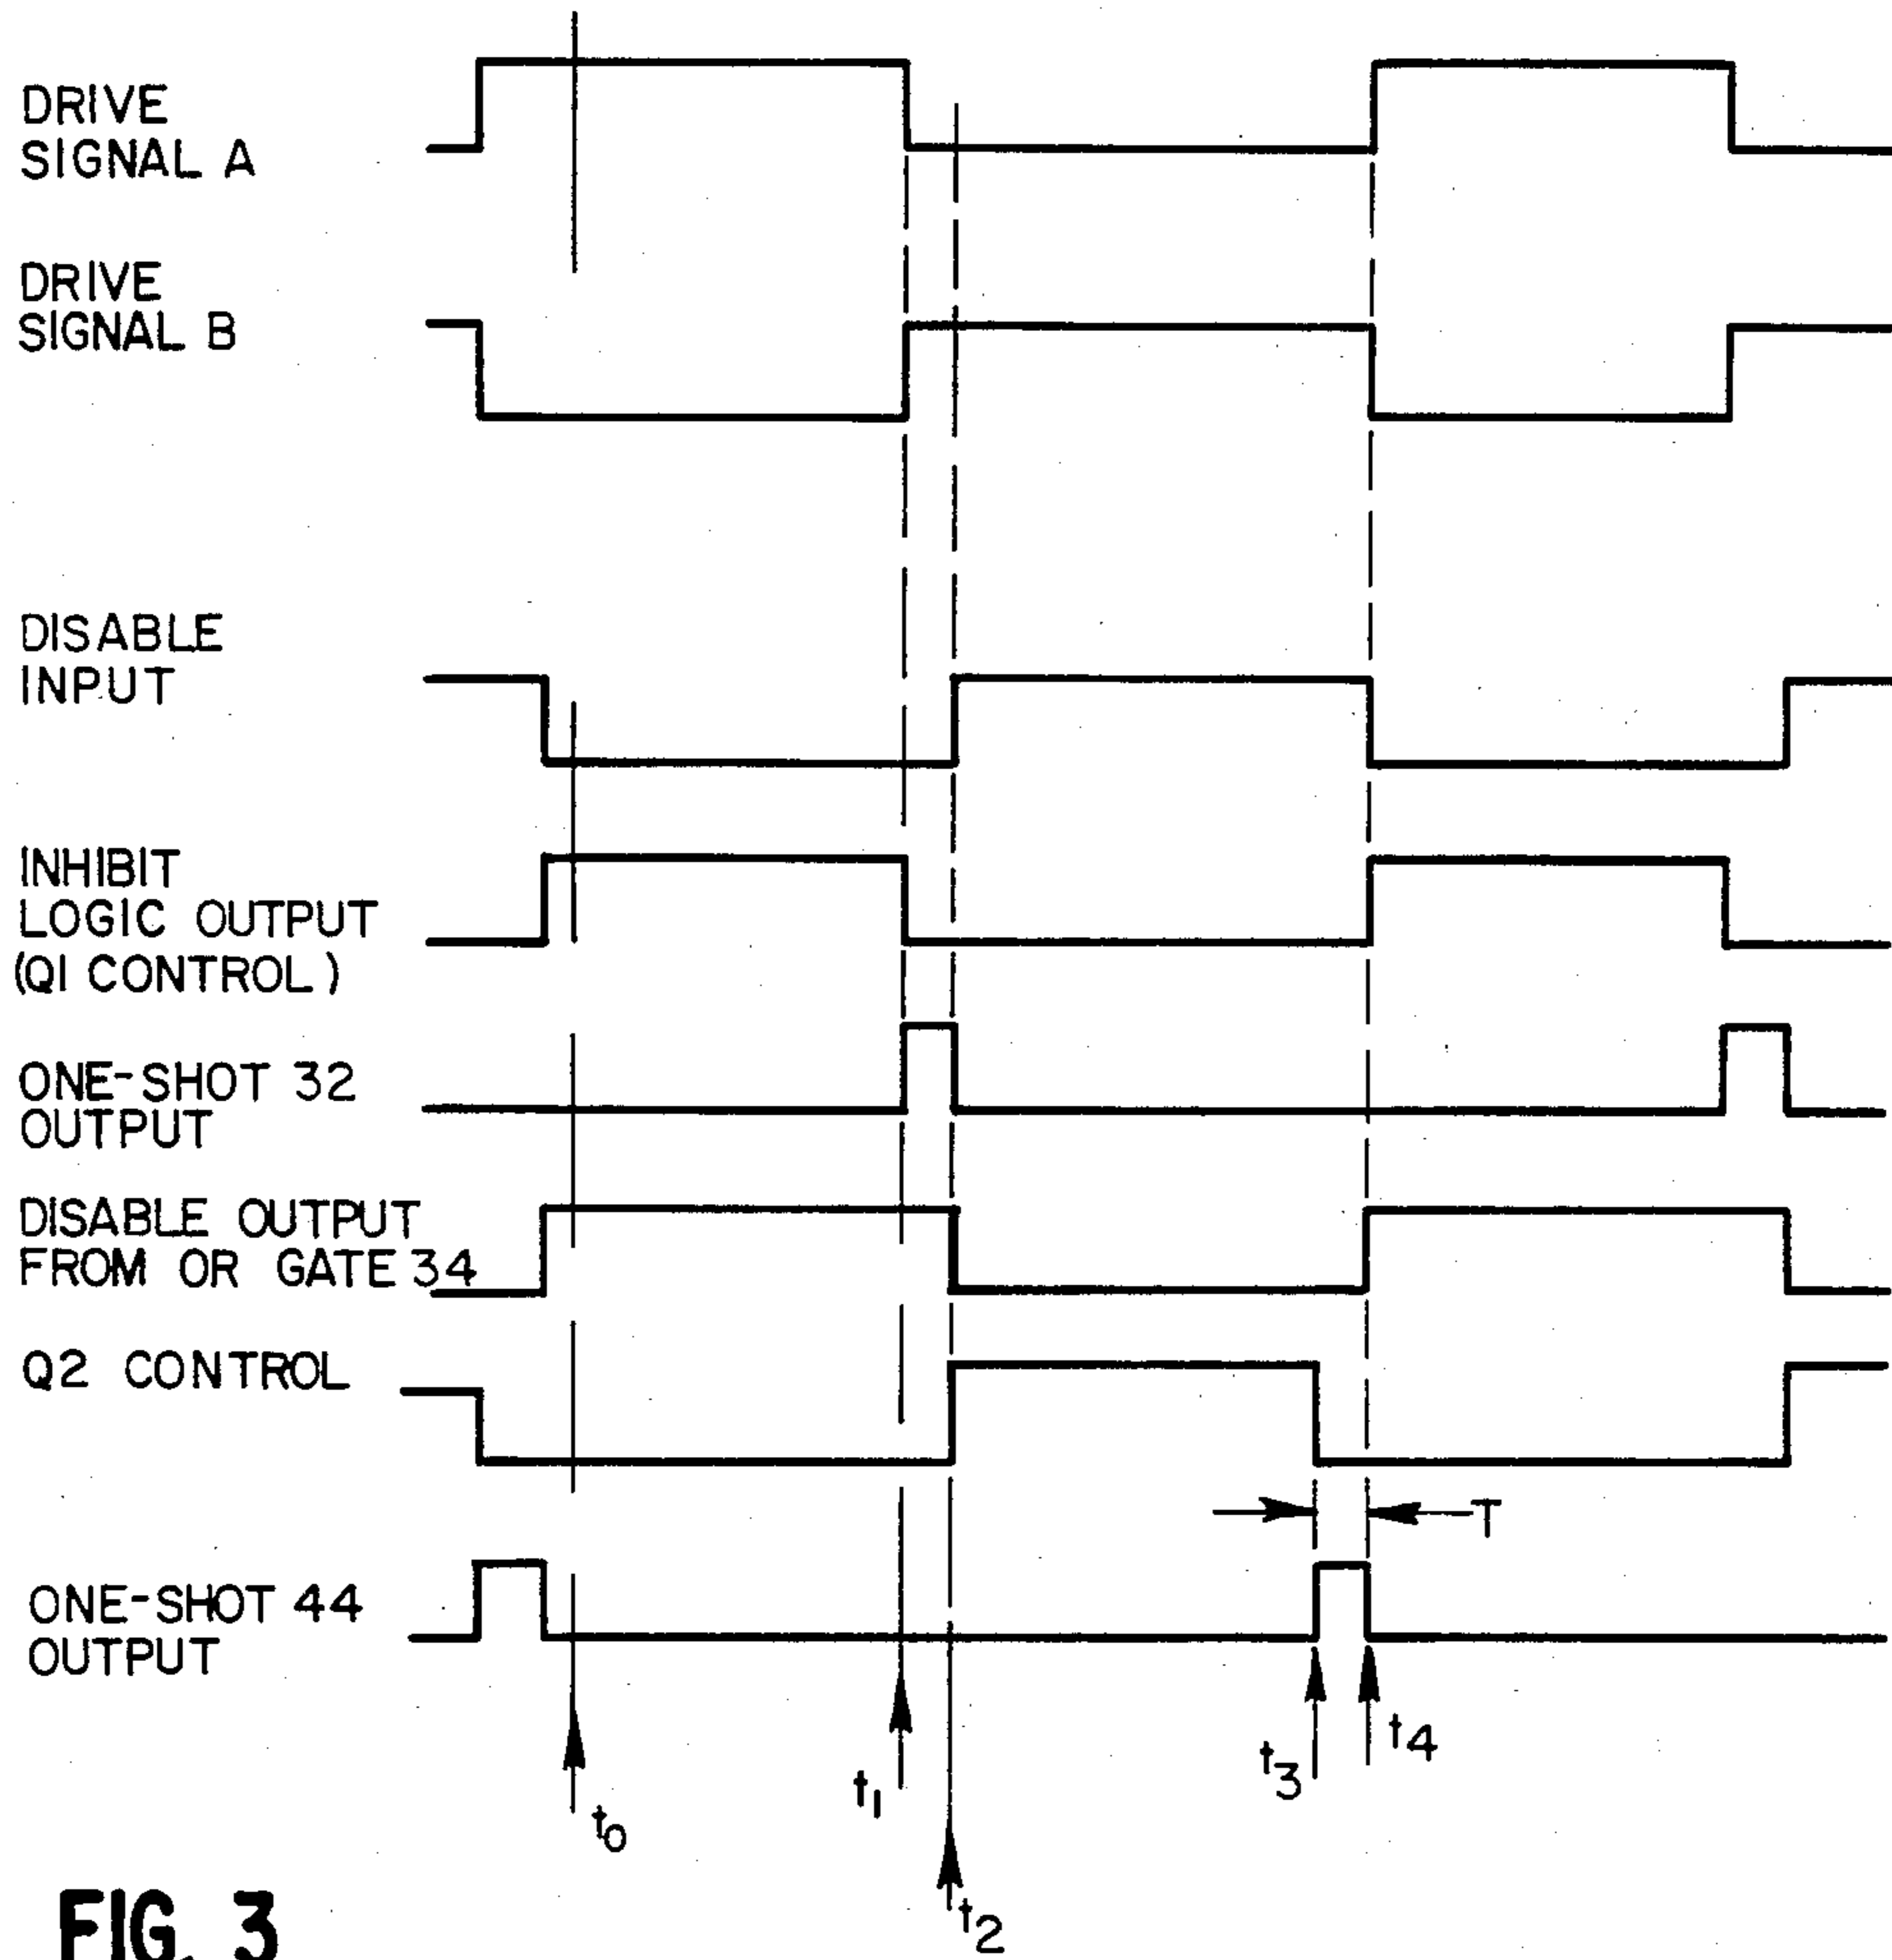 DRIVE
SIGNAL A
DRIVE
SIGNAL B
DISABLE
INPUT
INHIBIT
LOGIC OUTPUT
(Q1 CONTROL)
ONE-SHOT 32
OUTPUT
DISABLE OUTPUT
FROM OR GATE 34
Q2 CONTROL
T
ONE-SHOT 44
OUTPUT
t0
t1
t2
t3
t4
FIG. 3